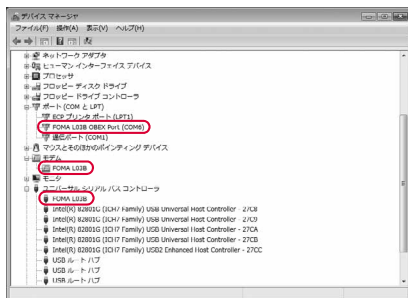 デバイス マネージャ
ファイル(F) 操作(A) 表示(V) ヘルプ(H)
ネットワーク アダプタ
ヒューマン インターフェイス デバイス
プロセッサ
フロッピー ディスク ドライブ
フロッピー ドライブ コントローラ
ポート (COM と LPT)
ECP プリンタ ポート (LPT1)
FOMA L03B OBEX Port (COM6)
通信ポート (COM1)
マウスとそのほかのポインティング デバイス
モデム
FOMA L03B
モニタ
ユニバーサル シリアル バス コントローラ
FOMA L03B
Intel(R) 82801G (ICH7 Family) USB Universal Host Controller - 27C8
Intel(R) 82801G (ICH7 Family) USB Universal Host Controller - 27C9
Intel(R) 82801G (ICH7 Family) USB Universal Host Controller - 27CA
Intel(R) 82801G (ICH7 Family) USB Universal Host Controller - 27CB
Intel(R) 82801G (ICH7 Family) USB2 Enhanced Host Controller - 27CC
USB ルート ハブ
USB ルート ハブ
USB ルート ハブ